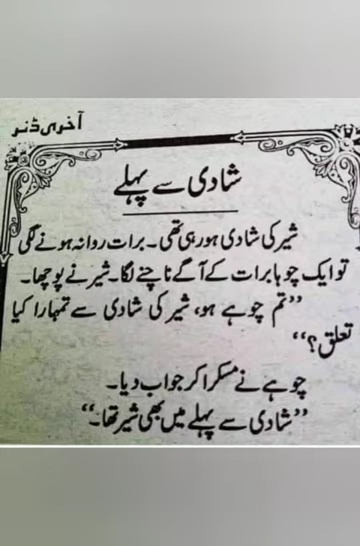 آخری ڈنر
شادی سے پہلے
شیر کی شادی ہو رہی تھی۔ برات روانہ ہونے لگی
تو ایک چوہا برات کے آگے ناچنے لگا۔ شیر نے پوچھا۔
”تم چوہے ہو، شیر کی شادی سے تمہارا کیا
تعلق؟“
چوہے نے مسکرا کر جواب دیا۔
”شادی سے پہلے میں بھی شیر تھا۔“